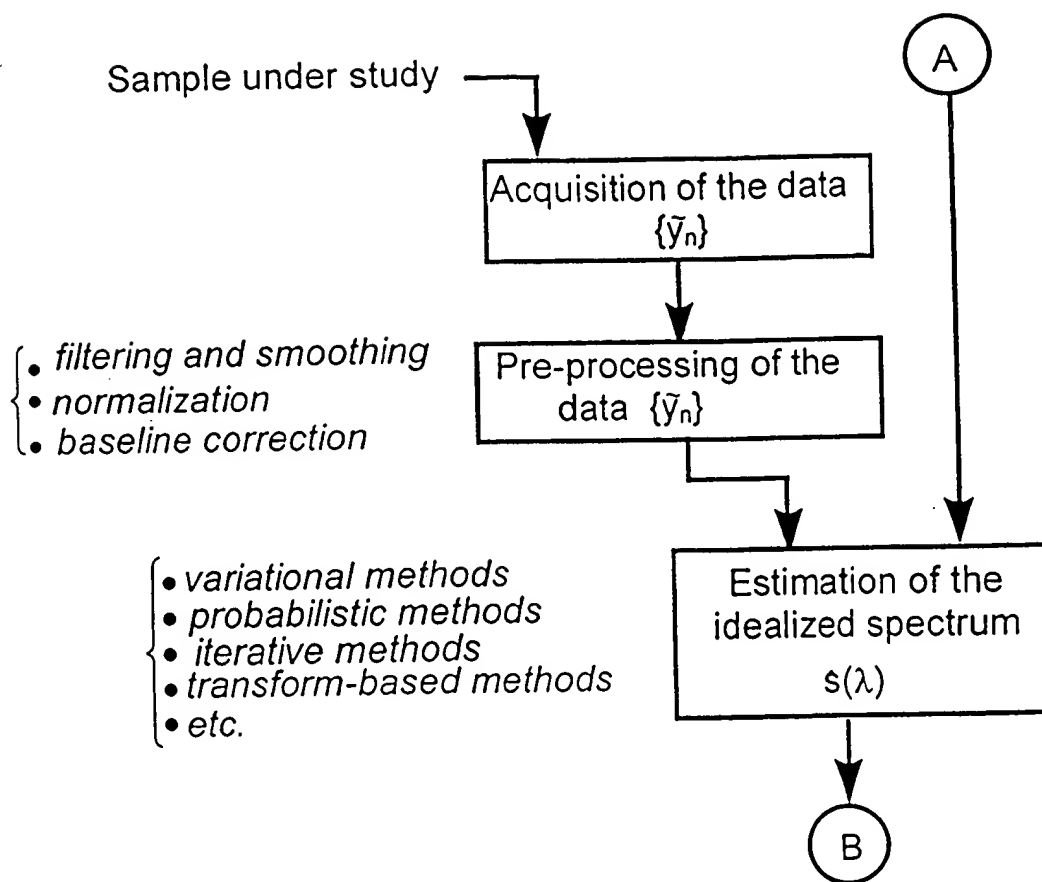 A
Sample under study
Acquisition of the data
{ỹn}
• filtering and smoothing
• normalization
• baseline correction
Pre-processing of the
data {ỹn}
• variational methods
• probabilistic methods
• iterative methods
• transform-based methods
• etc.
Estimation of the
idealized spectrum
s(λ)
B